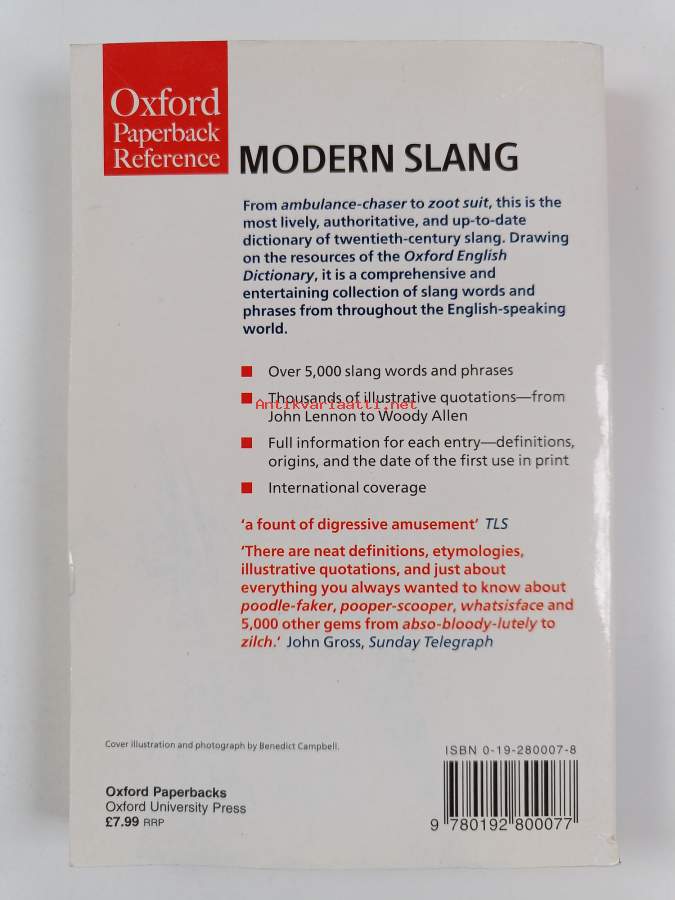 Oxford
Paperback
Reference
MODERN SLANG
From ambulance-chaser to zoot suit, this is the
most lively, authoritative, and up-to-date
dictionary of twentieth-century slang. Drawing
on the resources of the Oxford English
Dictionary, it is a comprehensive and
entertaining collection of slang words and
phrases from throughout the English-speaking
world.
Over 5,000 slang words and phrases
Thousands of illustrative quotations—from
Antikvariaatti.net
John Lennon to Woody Allen
Full information for each entry—definitions,
origins, and the date of the first use in print
International coverage
‘a fount of digressive amusement’ TLS
‘There are neat definitions, etymologies,
illustrative quotations, and just about
everything you always wanted to know about
poodle-faker, pooper-scooper, whatsisface and
5,000 other gems from abso-bloody-lutely to
zilch.’ John Gross, Sunday Telegraph
Cover illustration and photograph by Benedict Campbell.
Oxford Paperbacks
Oxford University Press
£7.99 RRP
ISBN 0-19-280007-8
9 780192 800077